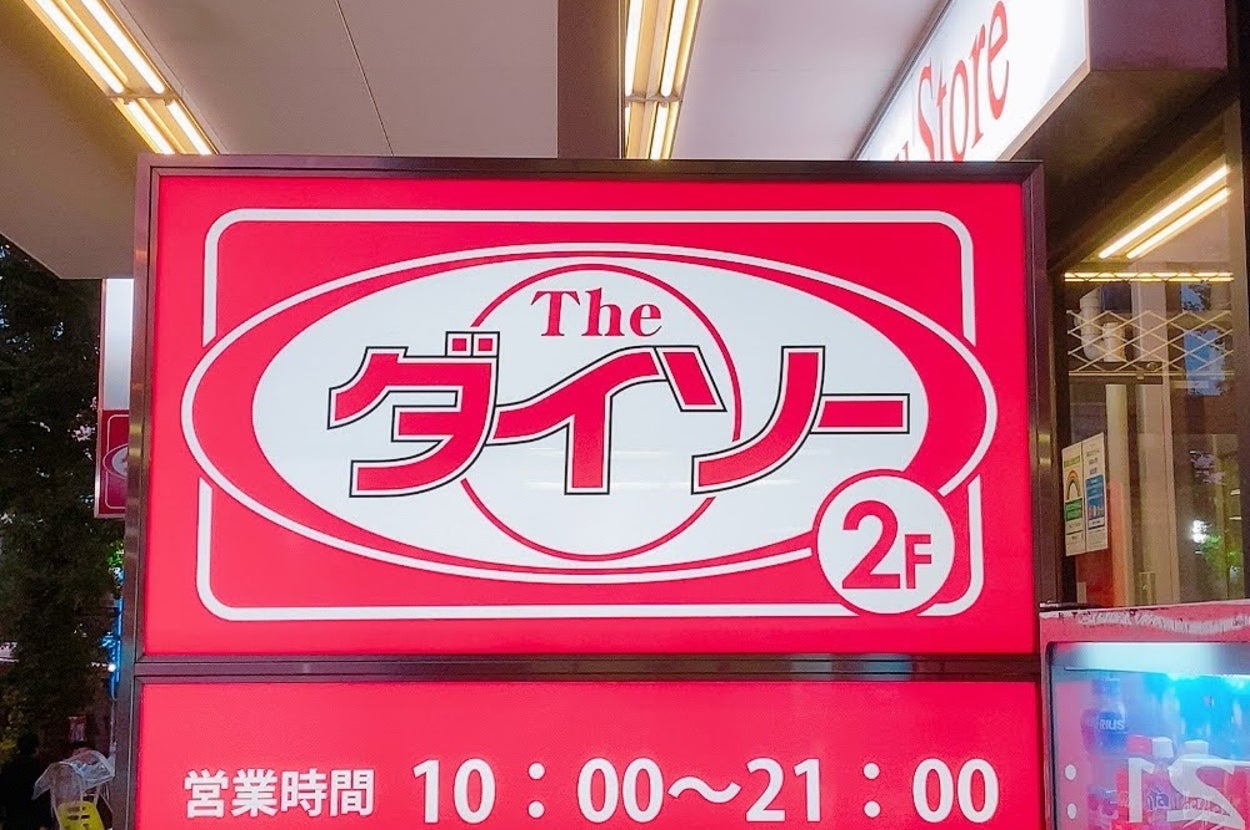 Store
The
ダイソー
2F
営業時間 10：00～21：00